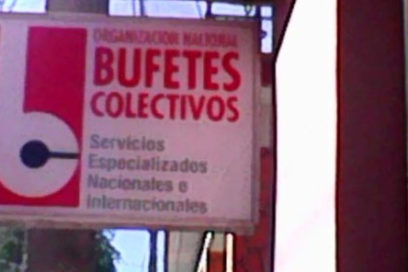 ORGANIZACION NACIONAL
BUFETES
COLECTIVOS
Servicios
Especializados
Nacionales e
Internacionales